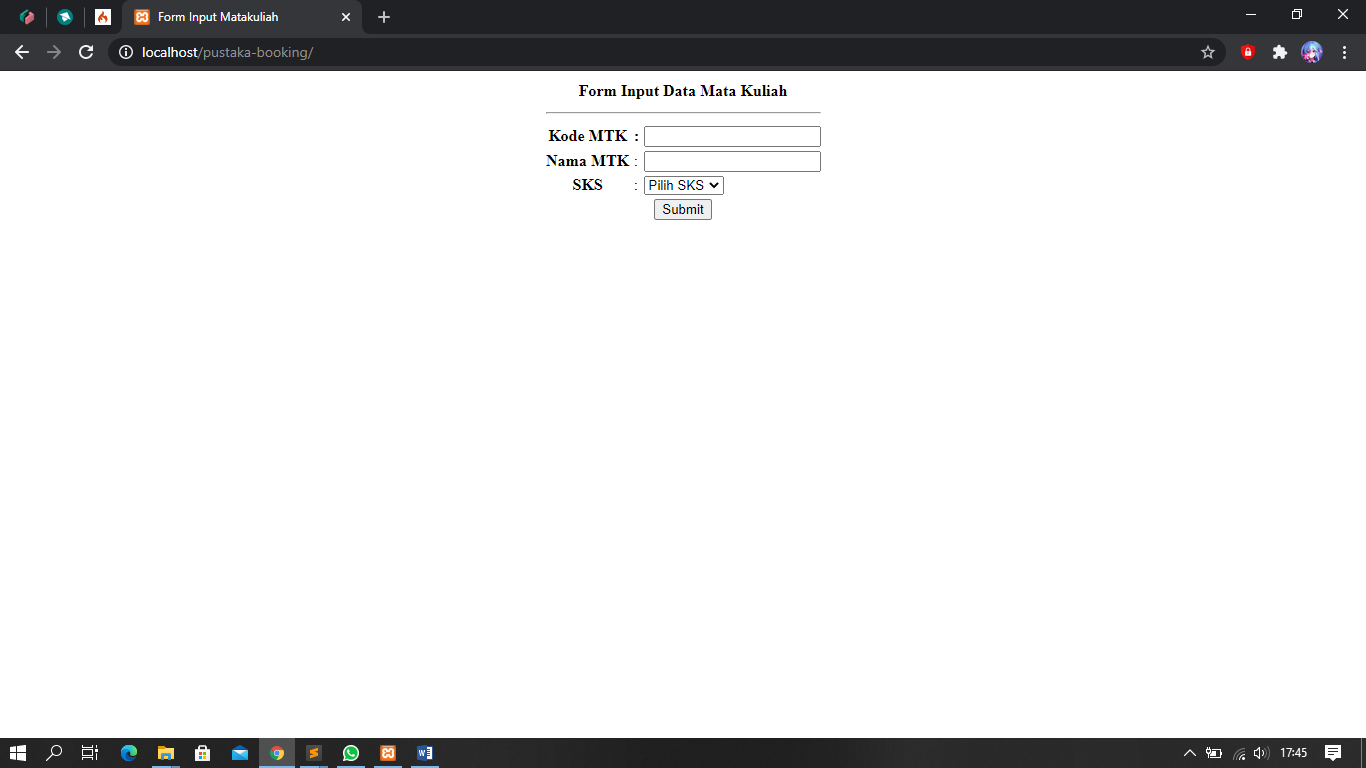 Form Input Matakuliah
localhost/pustaka-booking/
Form Input Data Mata Kuliah
Kode MTK :
Nama MTK :
SKS : Pilih SKS
Submit
17:45